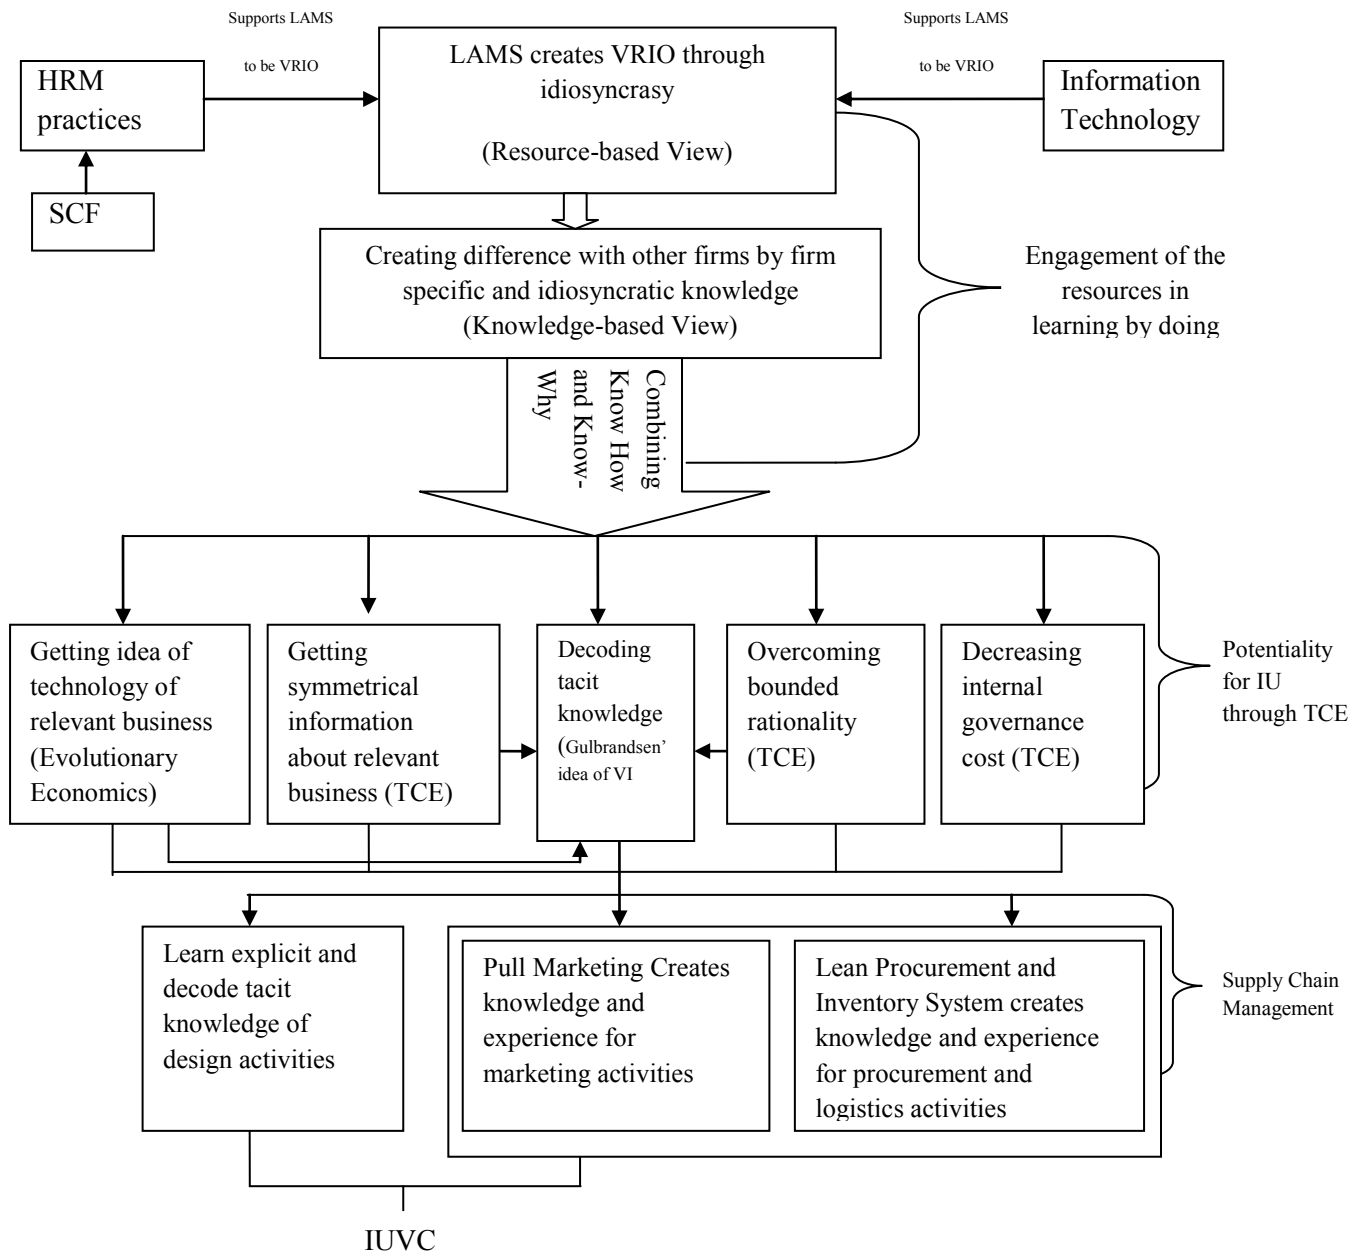 Supports LAMS
to be VRIO
Supports LAMS
to be VRIO
HRM
practices
LAMS creates VRIO through
idiosyncrasy
(Resource-based View)
Information
Technology
SCF
Creating difference with other firms by firm
specific and idiosyncratic knowledge
(Knowledge-based View)
Engagement of the
resources in
learning by doing
Combining
Know How
and Know-
Why
Getting idea of
technology of
relevant business
(Evolutionary
Economics)
Getting
symmetrical
information
about relevant
business (TCE)
Decoding
tacit
knowledge
(Gulbrandsen’
idea of VI
Overcoming
bounded
rationality
(TCE)
Decreasing
internal
governance
cost (TCE)
Potentiality
for IU
through TCE
Learn explicit and
decode tacit
knowledge of
design activities
Pull Marketing Creates
knowledge and
experience for
marketing activities
Lean Procurement and
Inventory System creates
knowledge and experience
for procurement and
logistics activities
Supply Chain
Management
IUVC